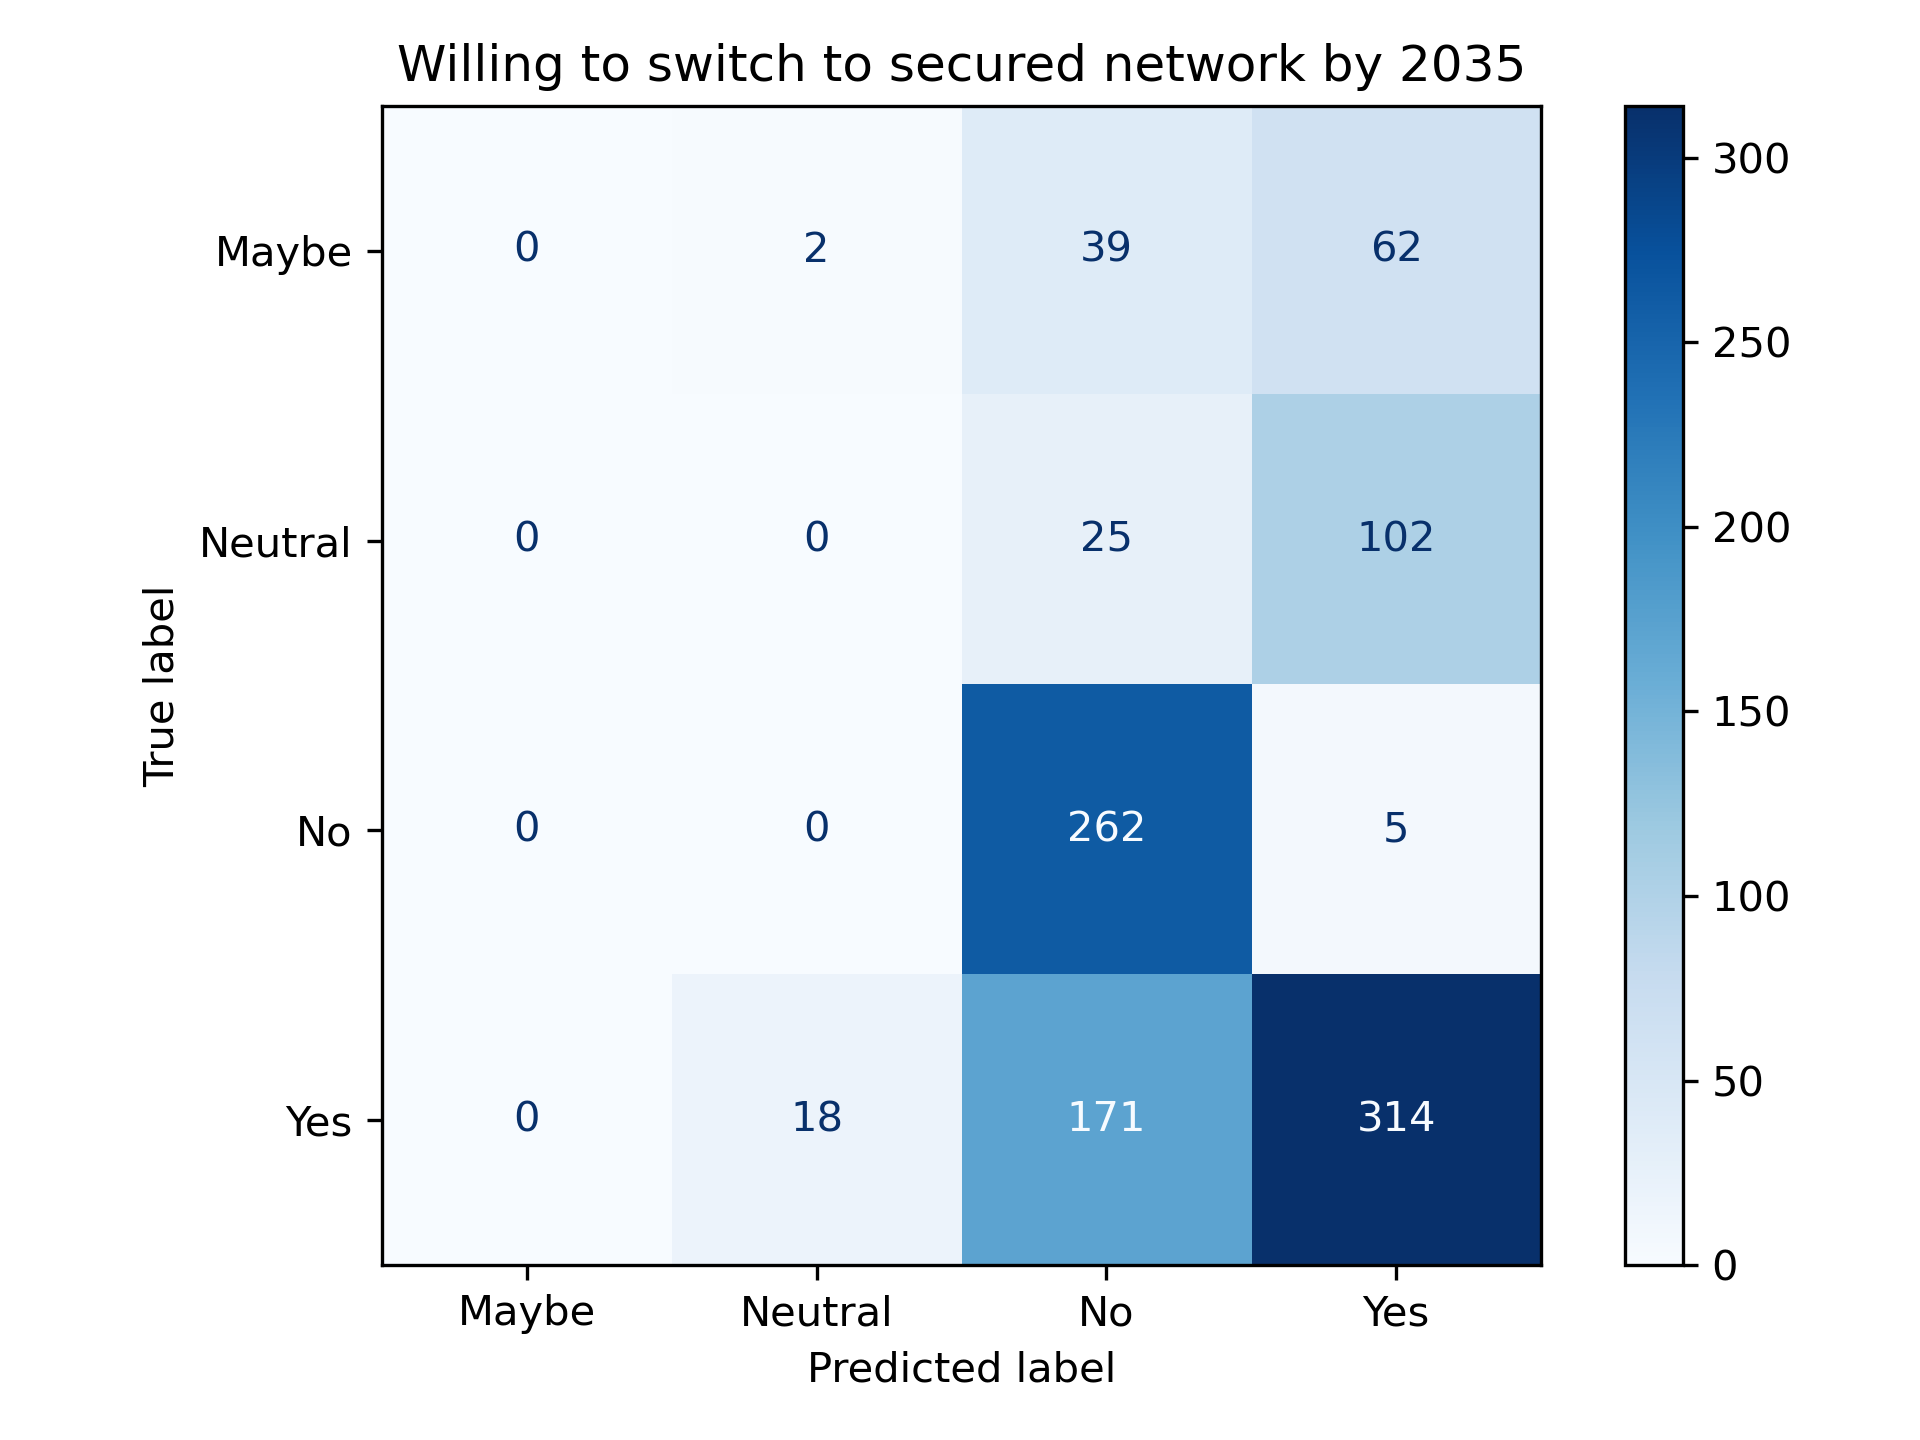 Willing to switch to secured network by 2035
True label
Maybe 0 2 39 62
Neutral 0 0 25 102
No 0 0 262 5
Yes 0 18 171 314
Maybe Neutral No Yes
Predicted label
300
250
200
150
100
50
0